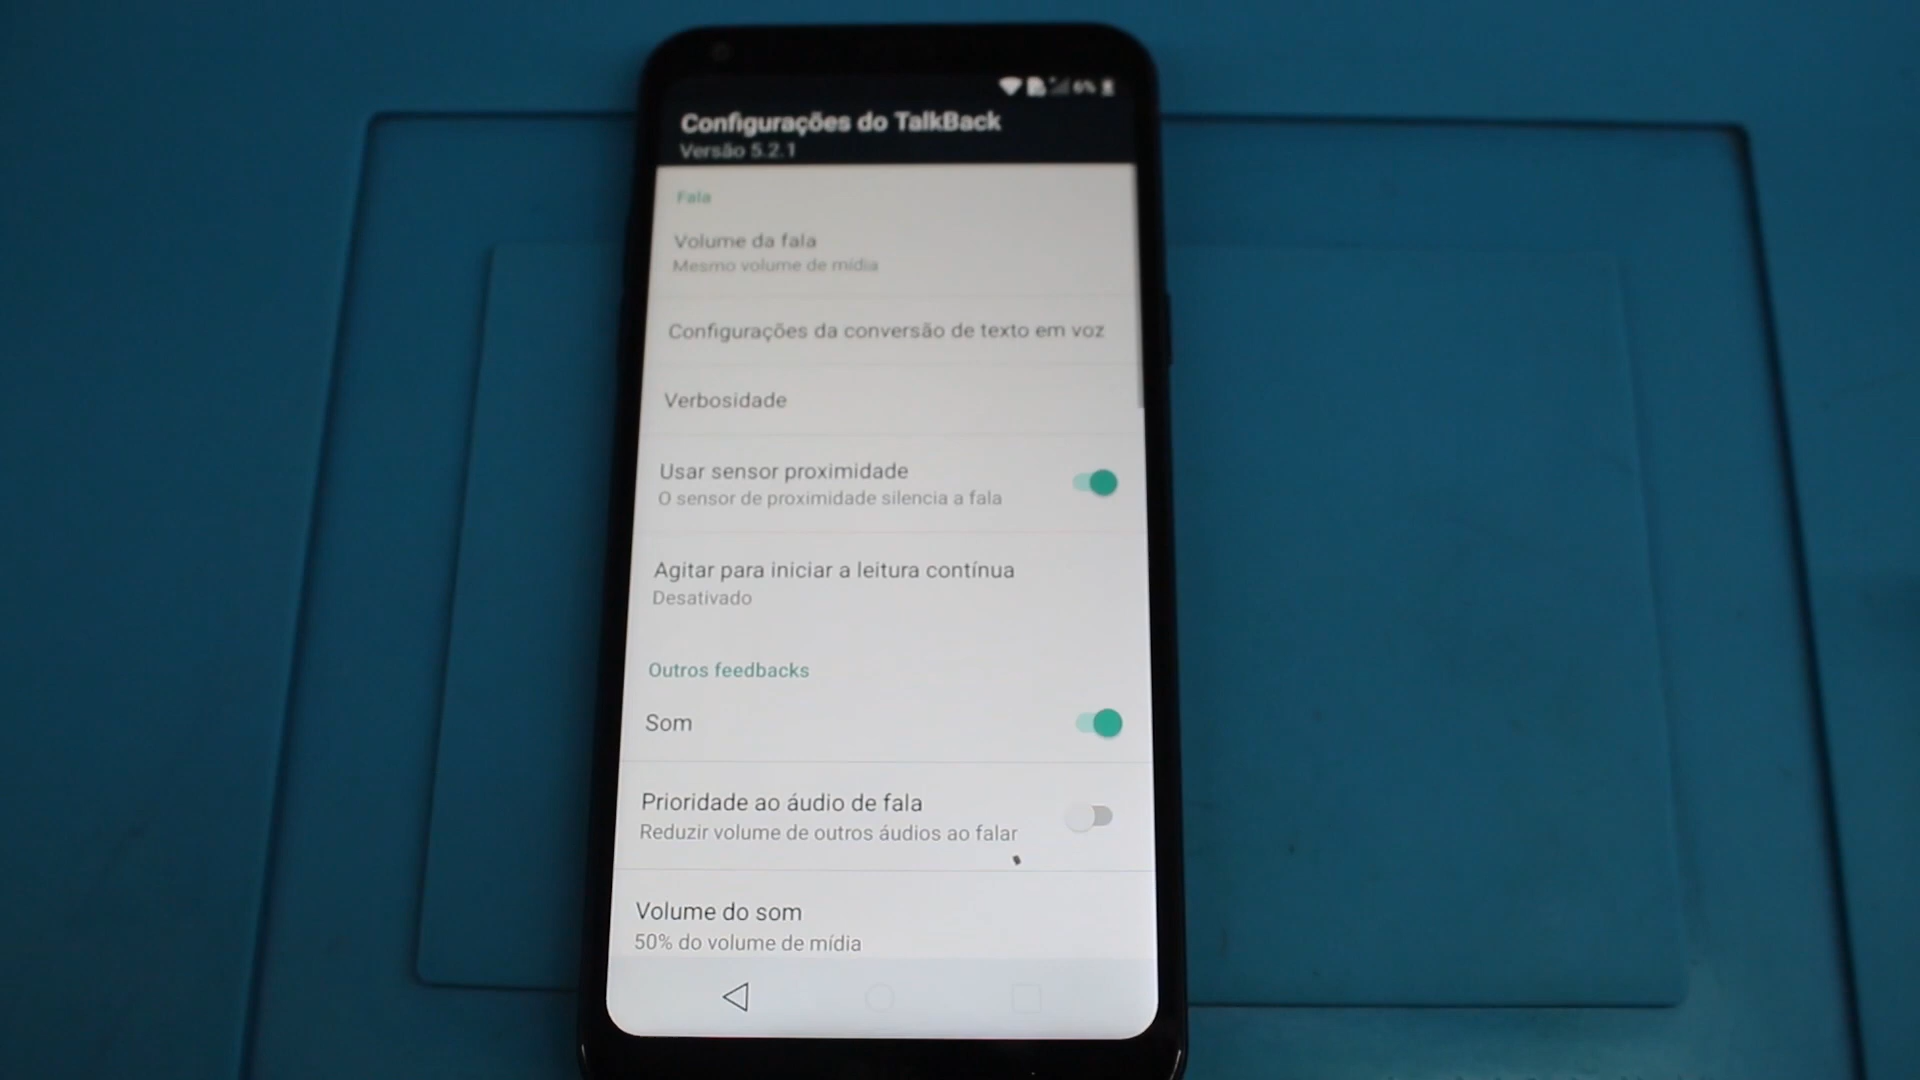 6%
Configurações do TalkBack
Versão 5.2.1
Fala
Volume da fala
Mesmo volume de mídia
Configurações da conversão de texto em voz
Verbosidade
Usar sensor proximidade
O sensor de proximidade silencia a fala
Agitar para iniciar a leitura contínua
Desativado
Outros feedbacks
Som
Prioridade ao áudio de fala
Reduzir volume de outros áudios ao falar
Volume do som
50% do volume de mídia